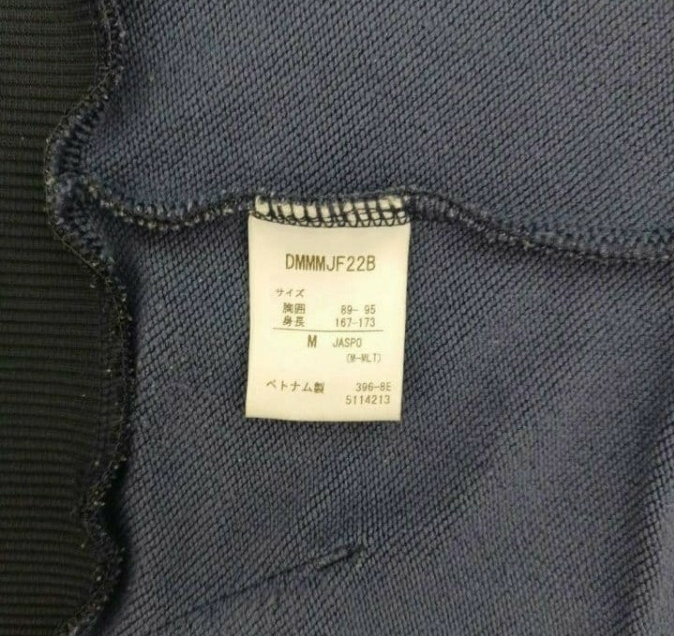 DMMMJF22B
サイズ
胸囲 89- 95
身長 167-173
M JASPO
(M-MLT)
ベトナム製 396-8E
5114213